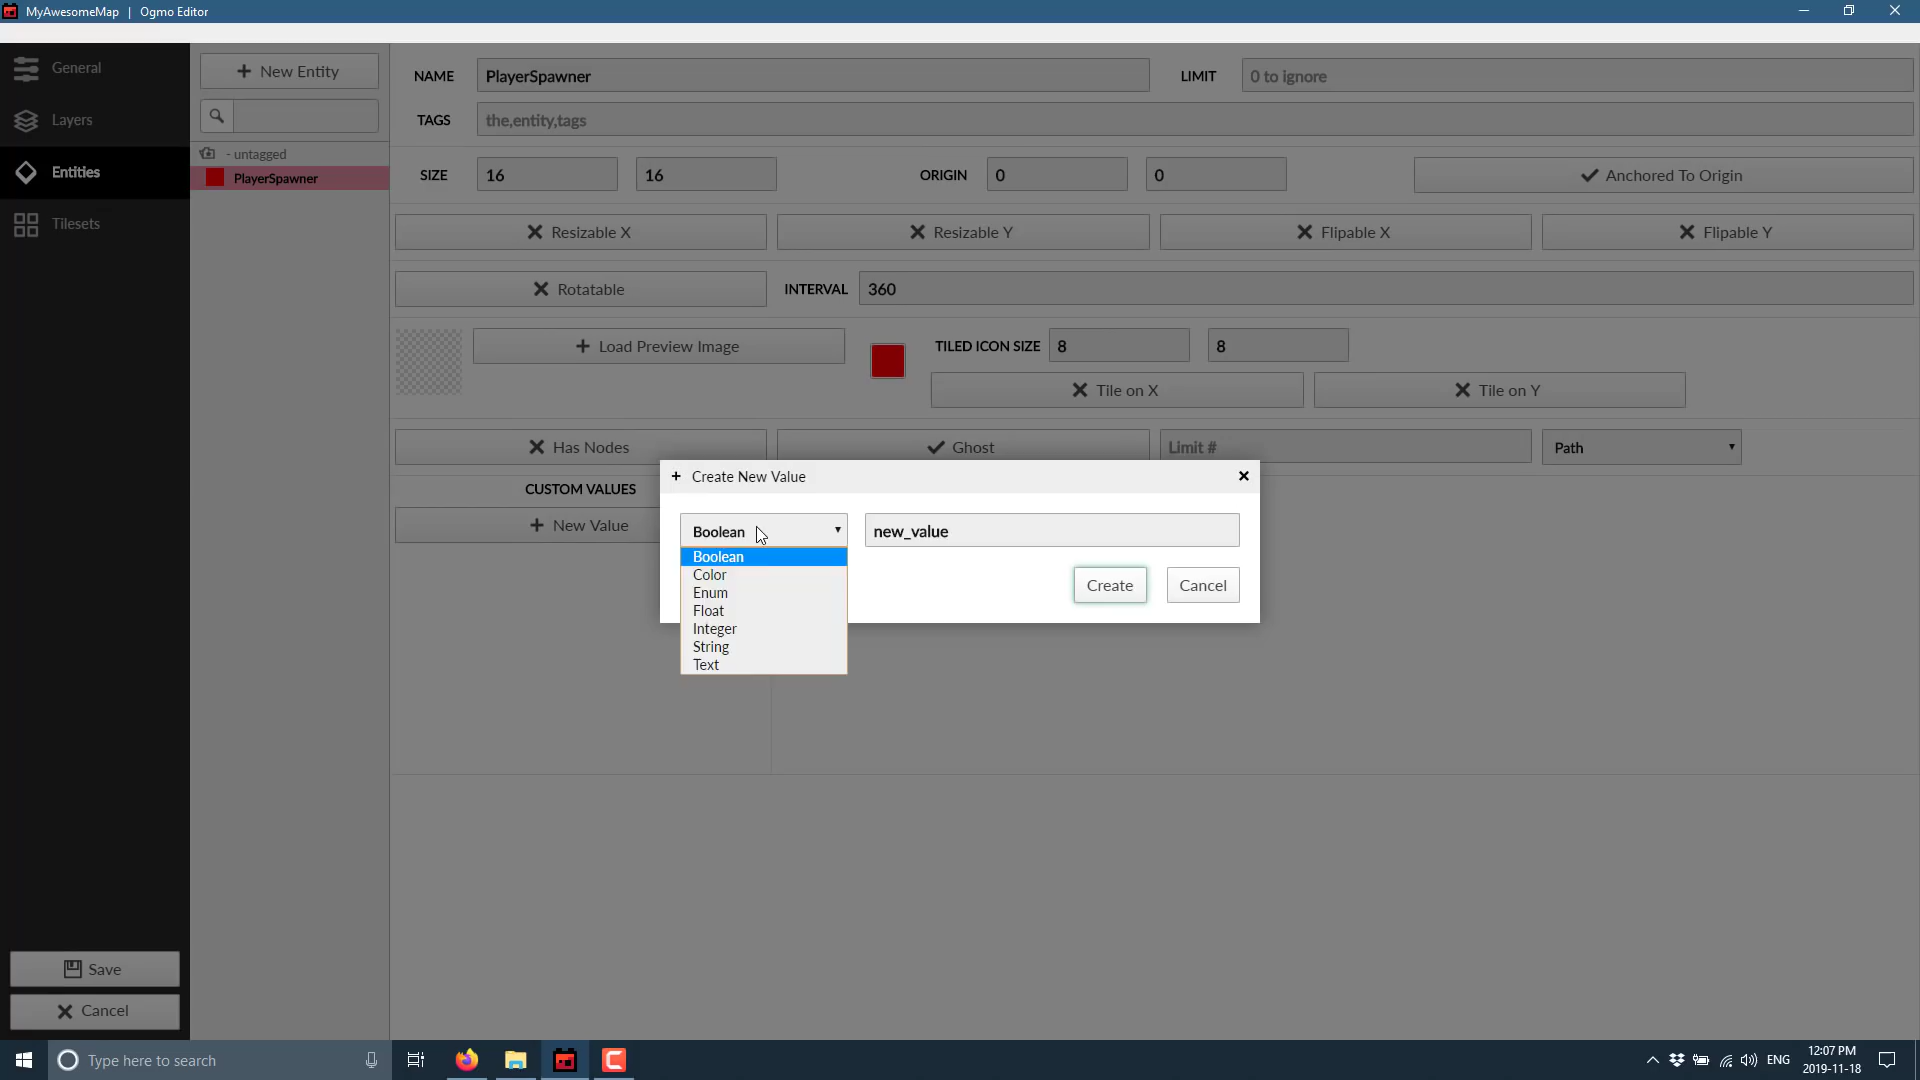 MyAwesomeMap | Ogmo Editor
General
Layers
Entities
Tilesets
Save
Cancel
New Entity
- untagged
PlayerSpawner
NAME PlayerSpawner LIMIT 0 to ignore
TAGS the,entity,tags
SIZE 16 16 ORIGIN 0 0 Anchored To Origin
Resizable X Resizable Y Flipable X Flipable Y
Rotatable INTERVAL 360
Load Preview Image TILED ICON SIZE 8 8
Tile on X Tile on Y
Has Nodes Ghost Limit # Path
CUSTOM VALUES
New Value
Create New Value
Boolean new_value
Boolean
Color
Enum
Float
Integer
String
Text
Create Cancel
Type here to search
ENG
12:07 PM
2019-11-18